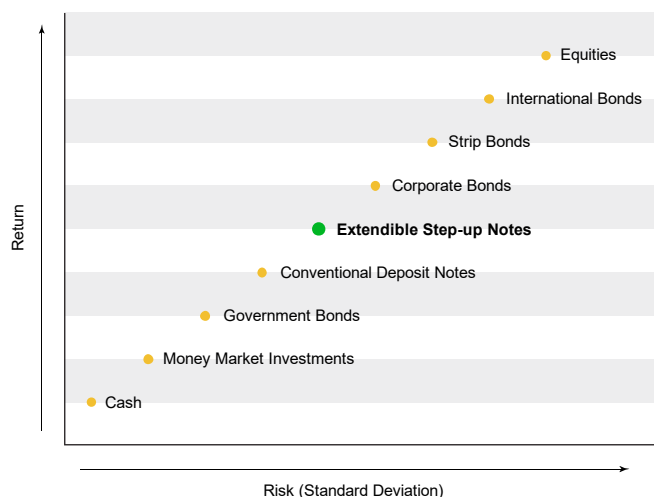 Equities
International Bonds
Strip Bonds
Corporate Bonds
Extendible Step-up Notes
Conventional Deposit Notes
Government Bonds
Money Market Investments
Cash
Return
Risk (Standard Deviation)